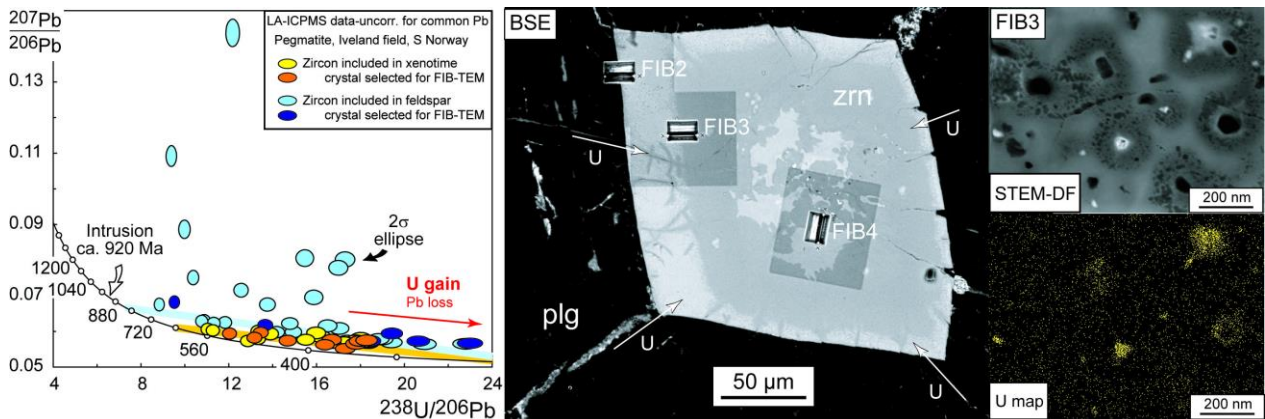 207Pb
206Pb
LA-ICPMS data-uncorr. for common Pb
Pegmatite, Iveland field, S Norway
Zircon included in xenotime
crystal selected for FIB-TEM
Zircon included in feldspar
crystal selected for FIB-TEM
0.13
0.11
0.09
0.07
0.05
Intrusion
ca. 920 Ma
2σ
ellipse
U gain
Pb loss
1200
1040
880
720
560
400
4
8
12
16
20
24
238U/206Pb
BSE
FIB2
zrn
FIB3
U
U
FIB4
plg
U
U
50 µm
FIB3
STEM-DF
200 nm
U map
200 nm